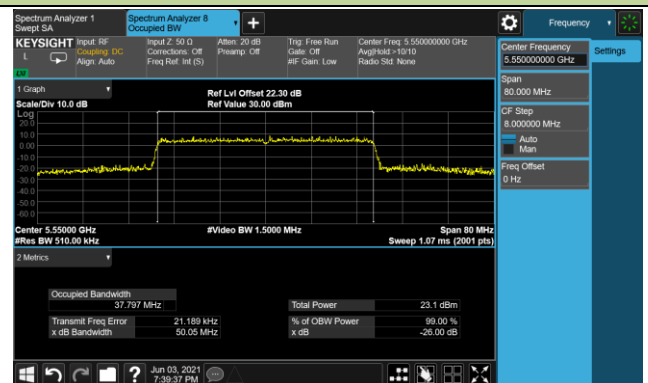 Spectrum Analyzer 1
Swept SA
Spectrum Analyzer 8
Occupied BW
+
Frequency
KEYSIGHT
L
LXI
Input: RF
Coupling: DC
Align: Auto
Input Z: 50 Ω
Corrections: Off
Freq Ref: Int (S)
Atten: 20 dB
Preamp: Off
Trig: Free Run
Gate: Off
#IF Gain: Low
Center Freq: 5.550000000 GHz
Avg|Hold:>10/10
Radio Std: None
Center Frequency
5.550000000 GHz
Settings
Span
80.000 MHz
CF Step
8.000000 MHz
Auto
Man
Freq Offset
0 Hz
1 Graph
Scale/Div 10.0 dB
Ref Lvl Offset 22.30 dB
Ref Value 30.00 dBm
Log
20.0
10.0
0.00
-10.0
-20.0
-30.0
-40.0
-50.0
-60.0
Center 5.55000 GHz
#Video BW 1.5000 MHz
Span 80 MHz
#Res BW 510.00 kHz
Sweep 1.07 ms (2001 pts)
2 Metrics
Occupied Bandwidth
37.797 MHz
Total Power 23.1 dBm
Transmit Freq Error 21.189 kHz
% of OBW Power 99.00 %
x dB Bandwidth 50.05 MHz
x dB -26.00 dB
?
Jun 03, 2021
7:39:37 PM